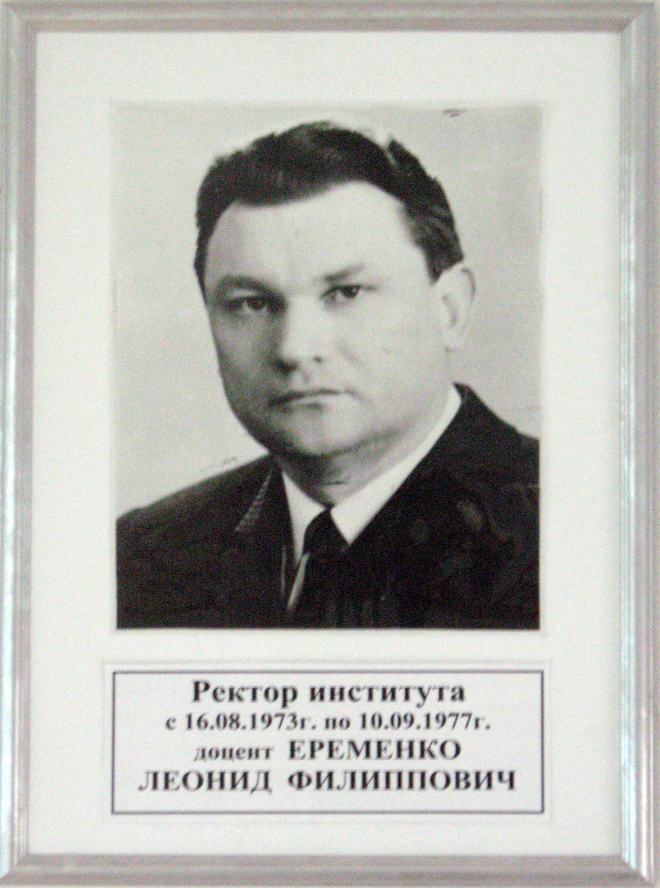 Ректор института
с 16.08.1973г. по 10.09.1977г.
доцент ЕРЕМЕНКО
ЛЕОНИД ФИЛИППОВИЧ